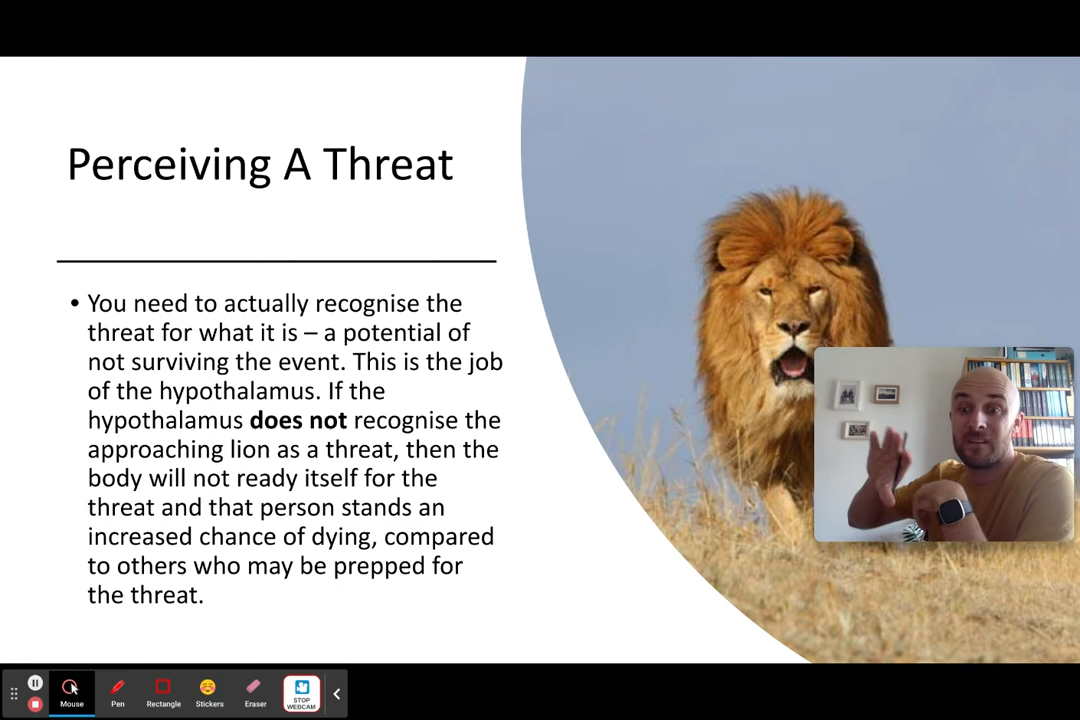 Perceiving A Threat
• You need to actually recognise the
threat for what it is – a potential of
not surviving the event. This is the job
of the hypothalamus. If the
hypothalamus does not recognise the
approaching lion as a threat, then the
body will not ready itself for the
threat and that person stands an
increased chance of dying, compared
to others who may be prepped for
the threat.
Mouse
Pen
Rectangle
Stickers
Eraser
STOP
WEBCAM